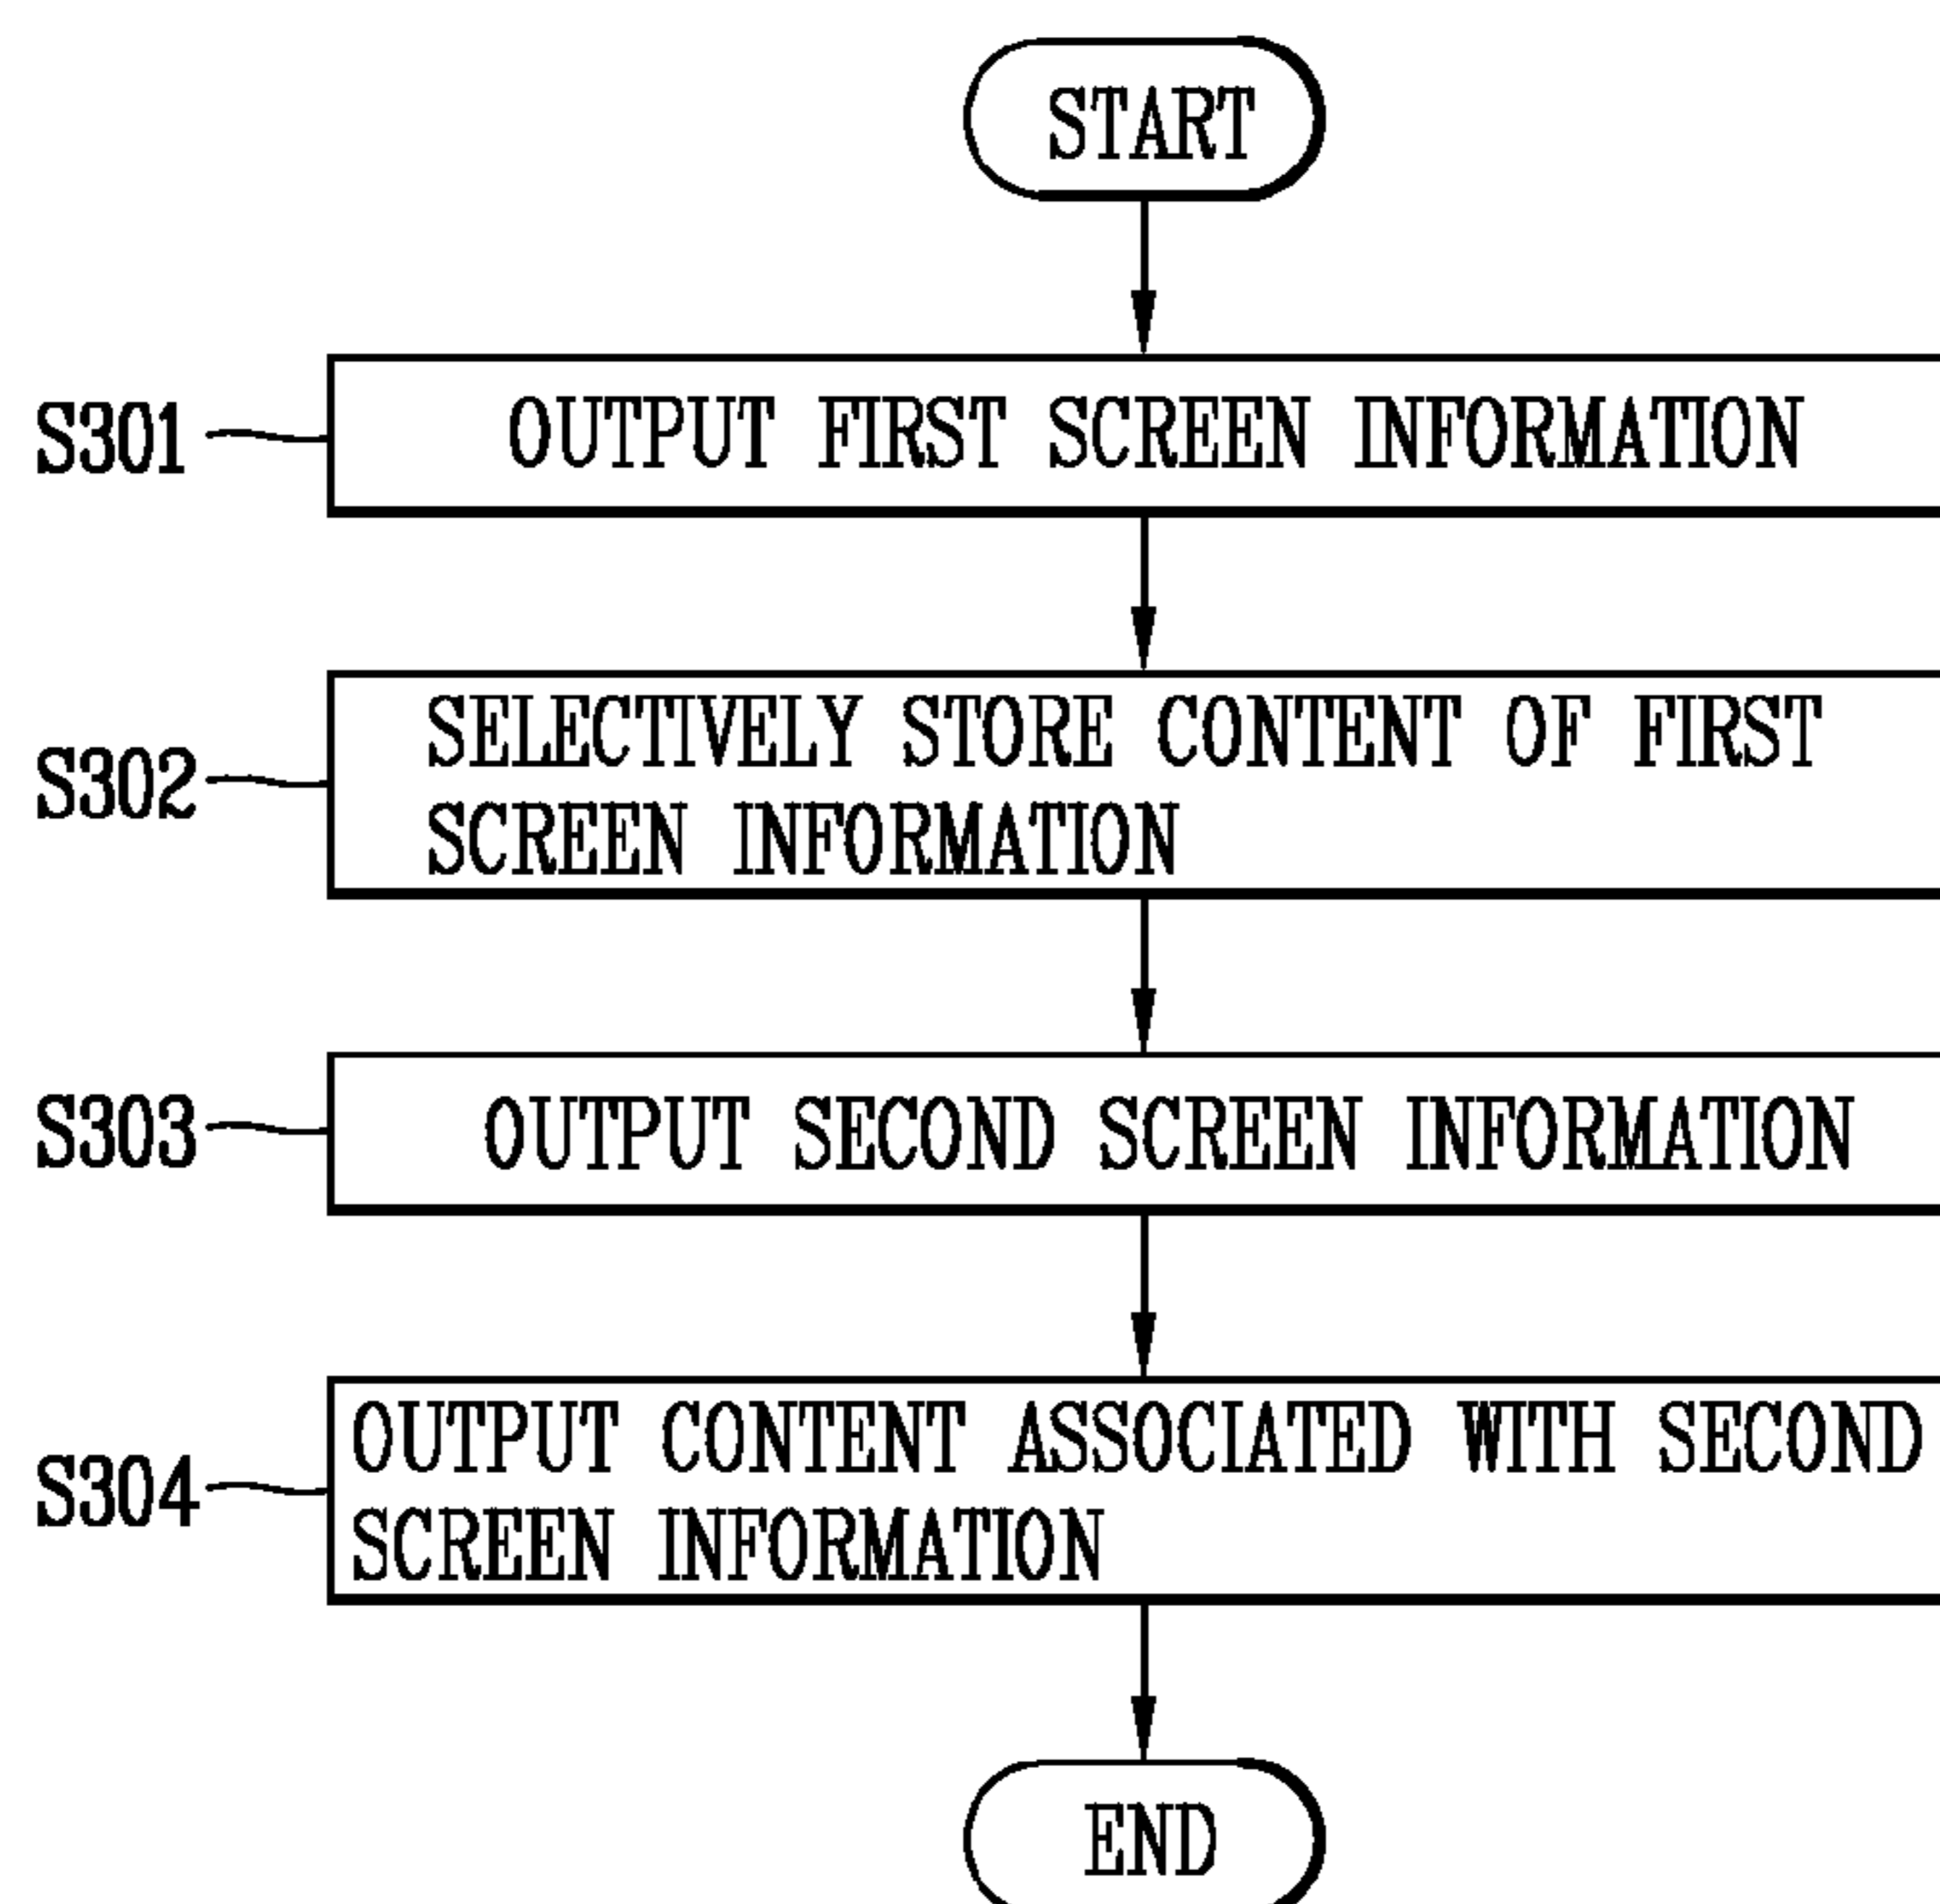 START
S301
OUTPUT FIRST SCREEN INFORMATION
S302
SELECTIVELY STORE CONTENT OF FIRST
SCREEN INFORMATION
S303
OUTPUT SECOND SCREEN INFORMATION
S304
OUTPUT CONTENT ASSOCIATED WITH SECOND
SCREEN INFORMATION
END